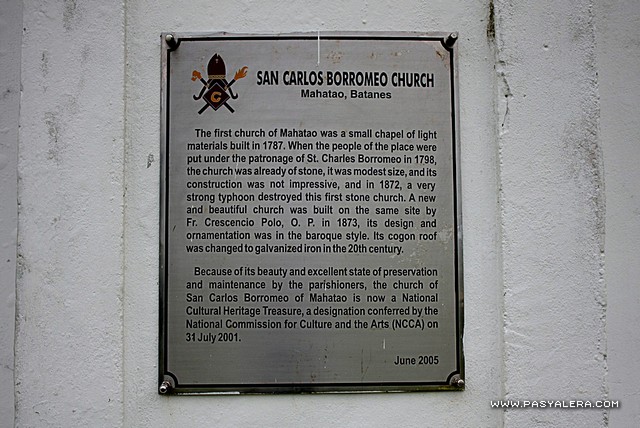 SAN CARLOS BORROMEO CHURCH
Mahatao, Batanes
C
The first church of Mahatao was a small chapel of light
materials built in 1787. When the people of the place were
put under the patronage of St. Charles Borromeo in 1798,
the church was already of stone, it was modest size, and its
construction was not impressive, and in 1872, a very
strong typhoon destroyed this first stone church. A new
and beautiful church was built on the same site by
Fr. Crescencio Polo, O. P. in 1873, its design and
ornamentation was in the baroque style. Its cogon roof
was changed to galvanized iron in the 20th century.
Because of its beauty and excellent state of preservation
and maintenance by the parishioners, the church of
San Carlos Borromeo of Mahatao is now a National
Cultural Heritage Treasure, a designation conferred by the
National Commission for Culture and the Arts (NCCA) on
31 July 2001.
June 2005
WWW.PASYALERA.COM